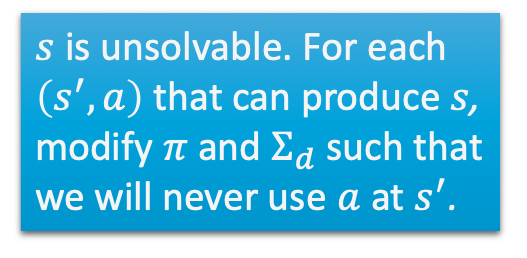 s is unsolvable. For each
(s′, a) that can produce s,
modify π and Σ_d such that
we will never use a at s′.